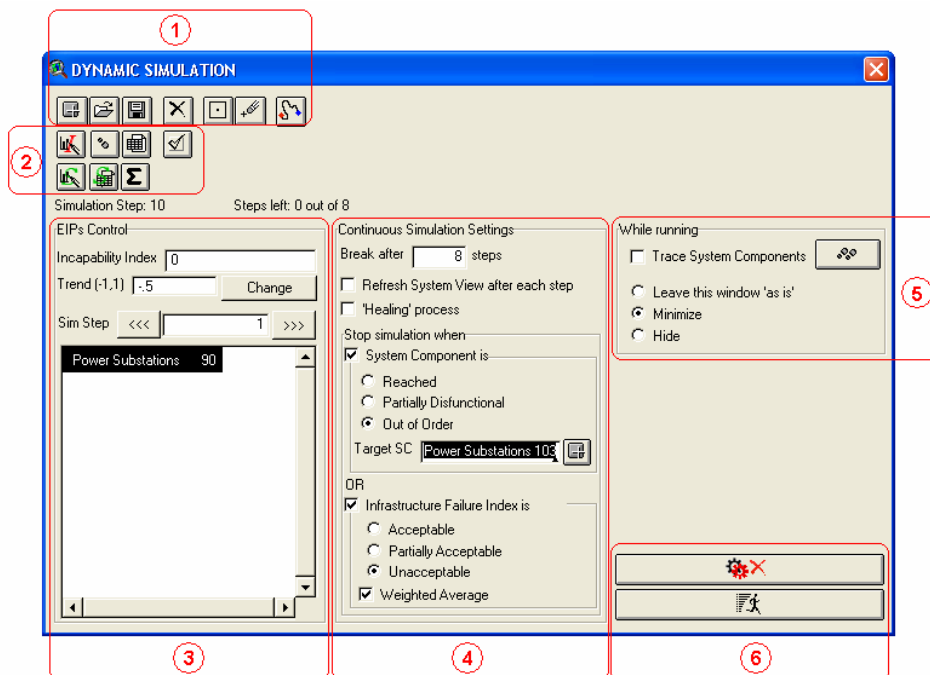 1
DYNAMIC SIMULATION
2
Σ
Simulation Step: 10 Steps left: 0 out of 8
EIPs Control
Incapability Index 0
Trend (-1,1) -.5 Change
Sim Step <<< 1 >>>
Power Substations 90
3
Continuous Simulation Settings
Break after 8 steps
Refresh System View after each step
'Healing' process
Stop simulation when
System Component is
Reached
Partially Disfunctional
Out of Order
Target SC Power Substations 103
OR
Infrastructure Failure Index is
Acceptable
Partially Acceptable
Unacceptable
Weighted Average
4
While running
Trace System Components
Leave this window 'as is'
Minimize
Hide
5
6